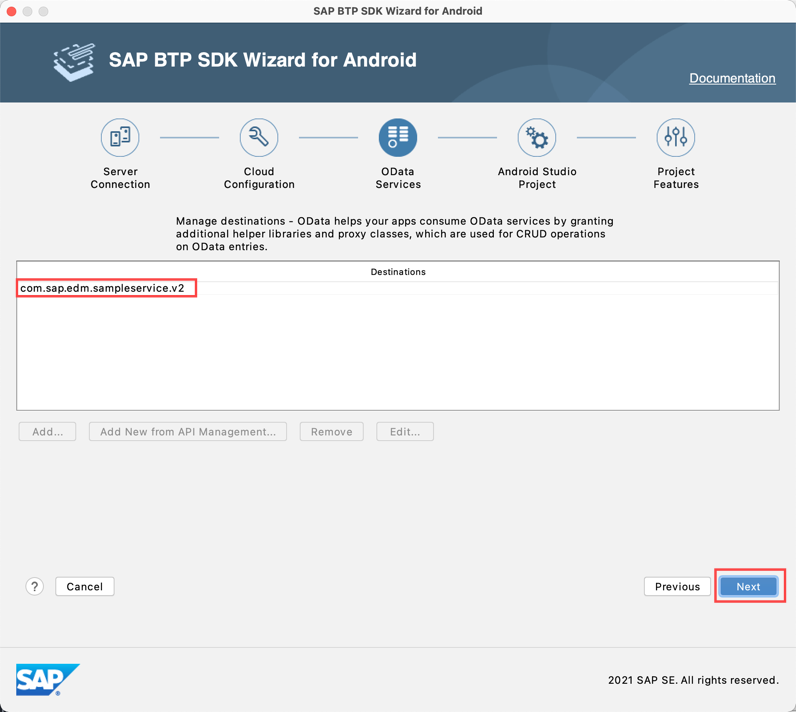 SAP BTP SDK Wizard for Android
SAP BTP SDK Wizard for Android
Documentation
Server
Connection
Cloud
Configuration
OData
Services
Android Studio
Project
Project
Features
Manage destinations - OData helps your apps consume OData services by granting
additional helper libraries and proxy classes, which are used for CRUD operations
on OData entries.
Destinations
com.sap.edm.sampleservice.v2
Add...
Add New from API Management...
Remove
Edit...
?
Cancel
Previous
Next
SAP®
2021 SAP SE. All rights reserved.